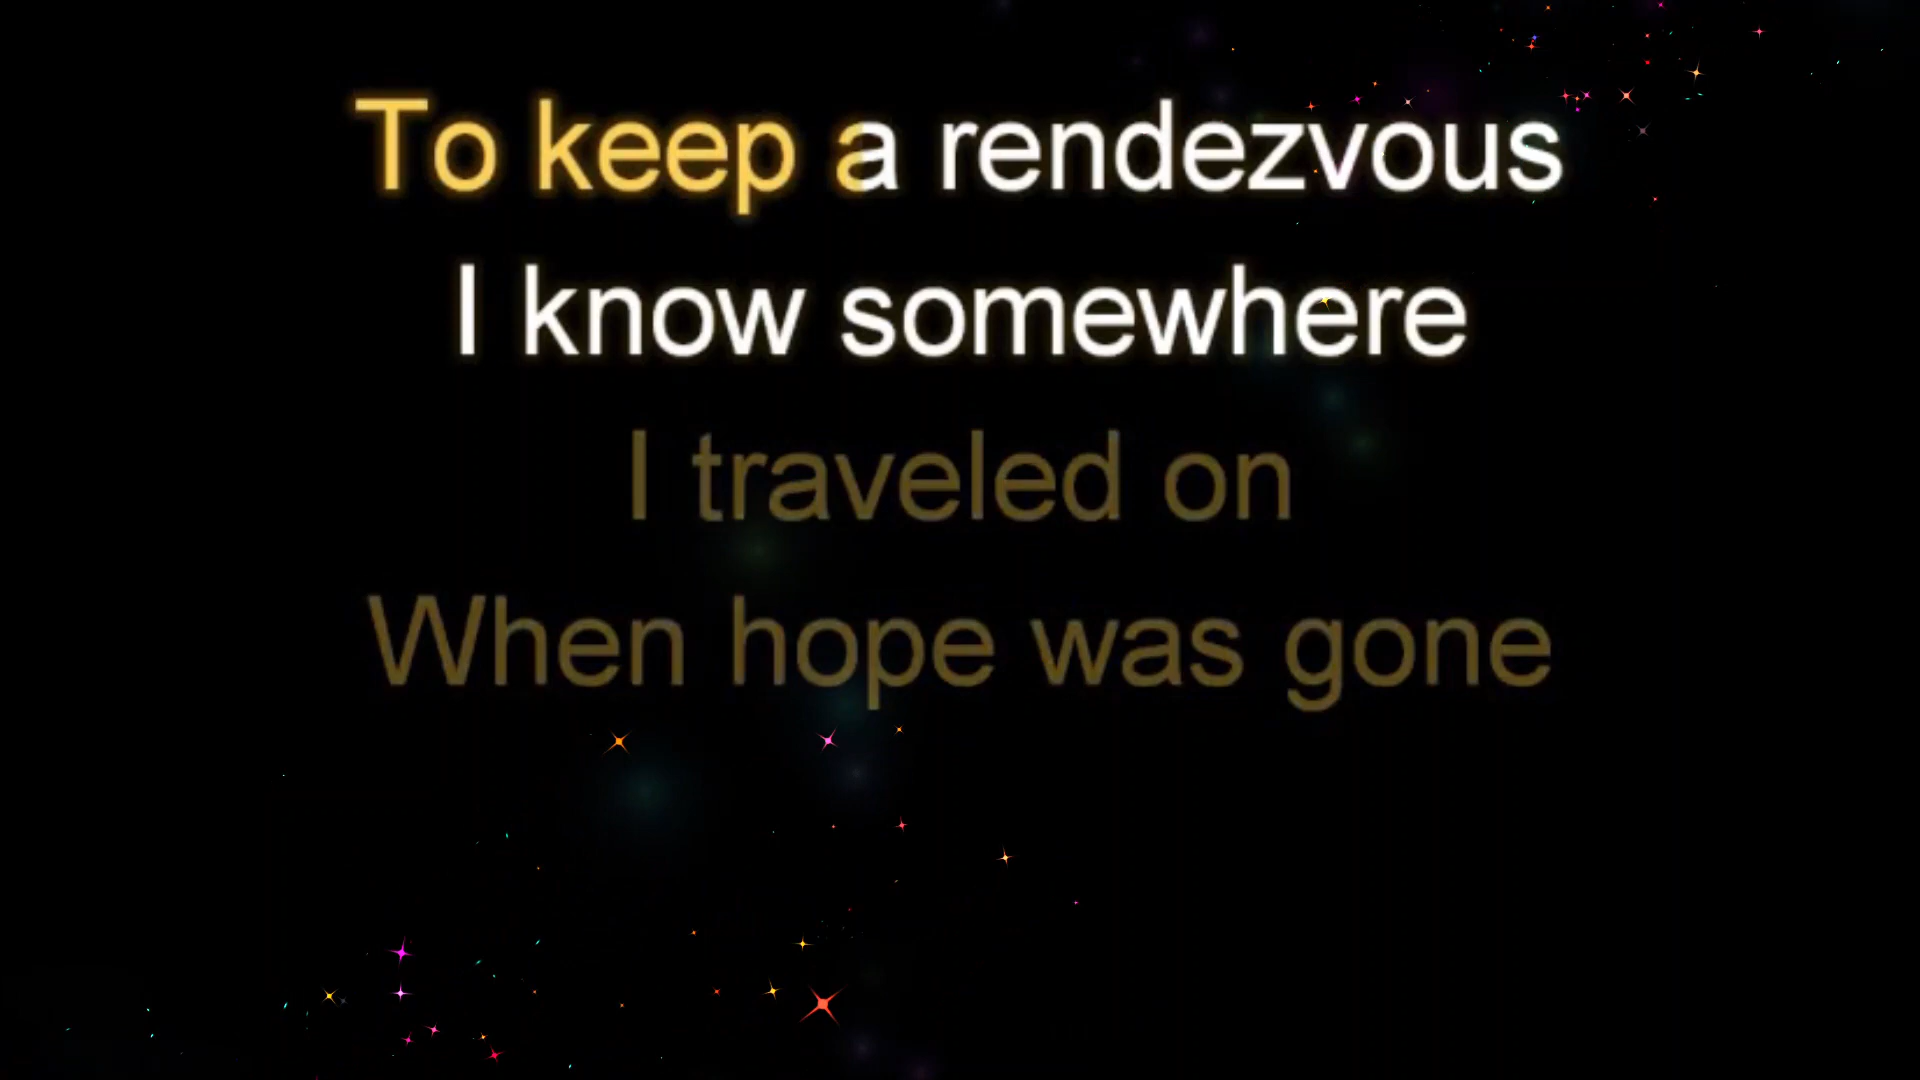 To keep a rendezvous
I know somewhere
I traveled on
When hope was gone